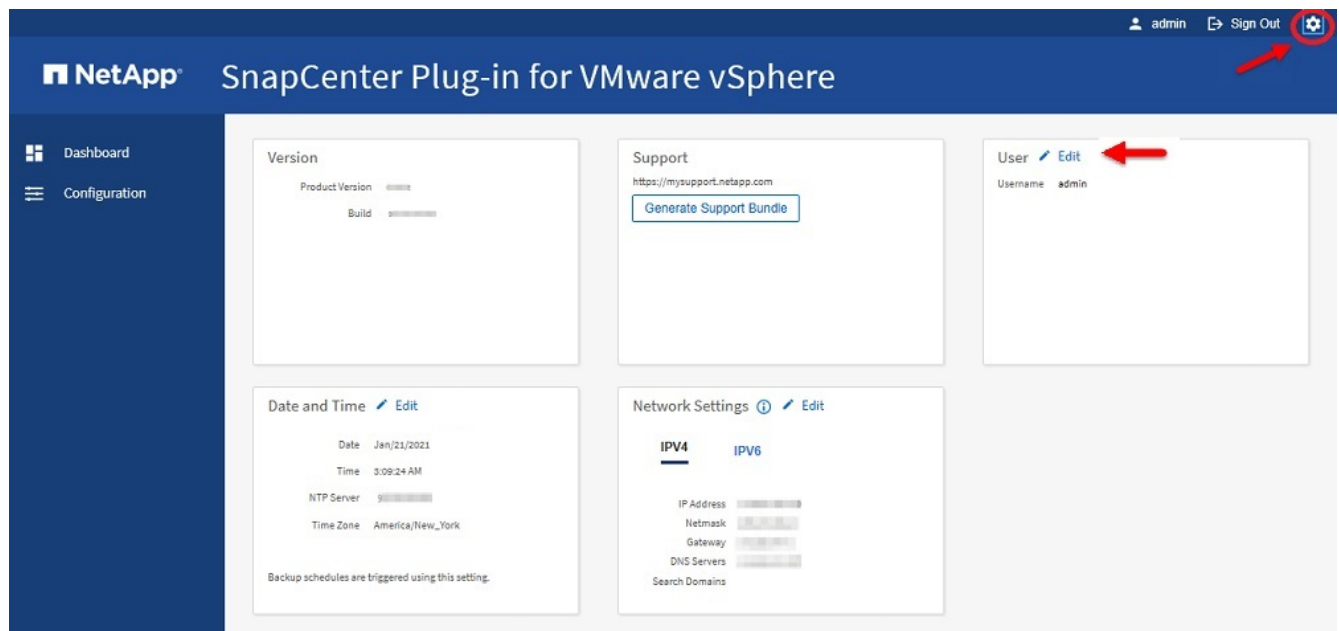 admin Sign Out
NetApp SnapCenter Plug-in for VMware vSphere
Dashboard
Configuration
Version
Product Version
Build
Support
https://mysupport.netapp.com
Generate Support Bundle
User Edit
Username admin
Date and Time Edit
Date Jan/21/2021
Time 5:09:24 AM
NTP Server
Time Zone America/New_York
Backup schedules are triggered using this setting.
Network Settings Edit
IPV4 IPV6
IP Address
Netmask
Gateway
DNS Servers
Search Domains